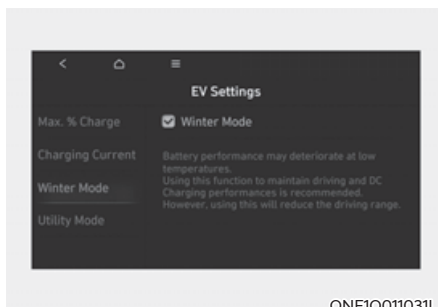 EV Settings
Max. % Charge
Charging Current
Winter Mode
Utility Mode
Winter Mode
Battery performance may deteriorate at low
temperatures.
Using this function to maintain driving and DC
Charging performances is recommended.
However, using this will reduce the driving range.